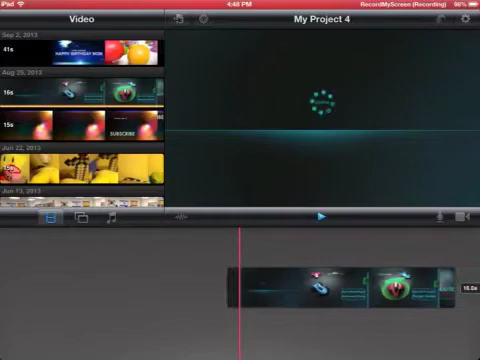 iPad
4:48 PM
RecordMyScreen (Recording)
98%
Video
My Project 4
Sep 2, 2013
41s
HAPPY BIRTHDAY MOM
Aug 25, 2013
16s
15s
SUBSCRIBE
Jun 22, 2013
15s
Jun 13, 2013
15.0s